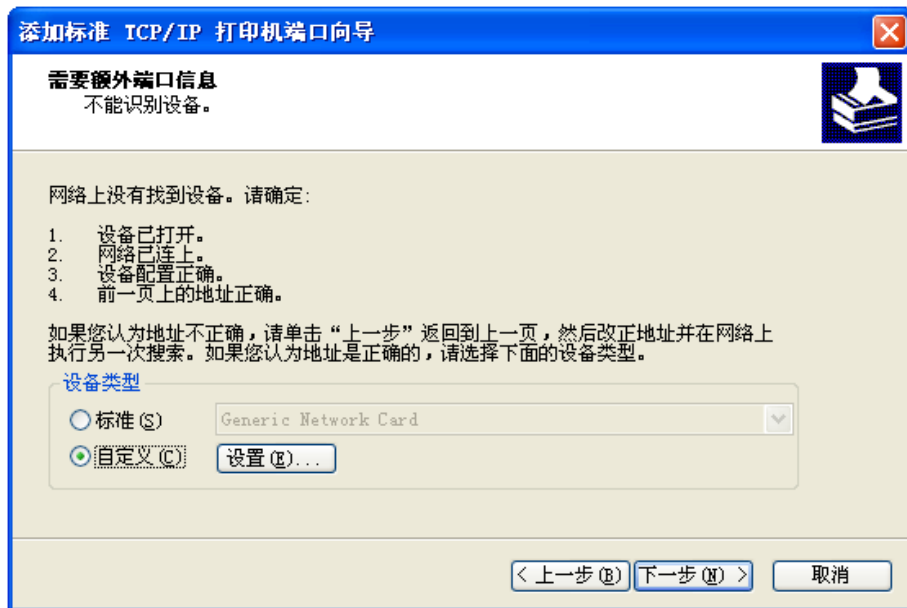 添加标准 TCP/IP 打印机端口向导
需要额外端口信息
不能识别设备。
网络上没有找到设备。请确定:
1. 设备已打开。
2. 网络已连上。
3. 设备配置正确。
4. 前一页上的地址正确。
如果您认为地址不正确,请单击“上一步”返回到上一页,然后改正地址并在网络上
执行另一次搜索。如果您认为地址是正确的,请选择下面的设备类型。
设备类型
标准(S) Generic Network Card
自定义(C) 设置(E)...
< 上一步(B) 下一步(N) > 取消